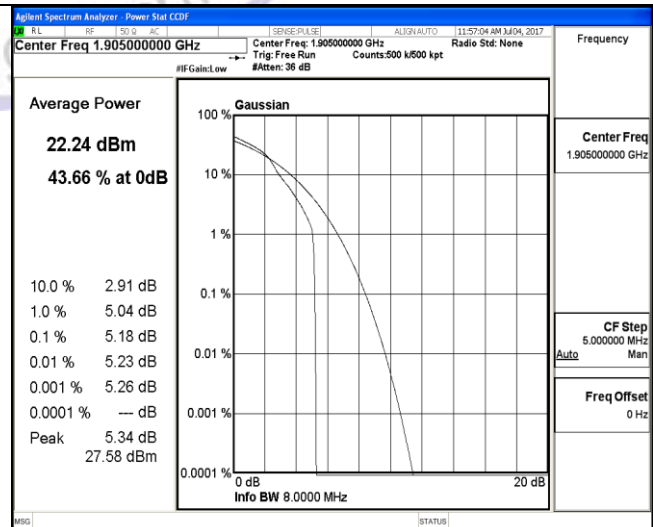 Agilent Spectrum Analyzer - Power Stat CCDF
RL RF 50 Ω AC SENSE:PULSE ALIGN AUTO 11:57:04 AM Jul 04, 2017
Center Freq 1.905000000 GHz
Center Freq: 1.905000000 GHz Radio Std: None
Trig: Free Run Counts:500 k/500 kpt
#IFGain:Low #Atten: 36 dB
Frequency
Average Power
22.24 dBm
43.66 % at 0dB
10.0 % 2.91 dB
1.0 % 5.04 dB
0.1 % 5.18 dB
0.01 % 5.23 dB
0.001 % 5.26 dB
0.0001 % --- dB
Peak 5.34 dB
27.58 dBm
Gaussian
100 %
10 %
1 %
0.1 %
0.01 %
0.001 %
0.0001 %
0 dB 20 dB
Info BW 8.0000 MHz
Center Freq
1.905000000 GHz
CF Step
5.000000 MHz
Auto Man
Freq Offset
0 Hz
MSG STATUS